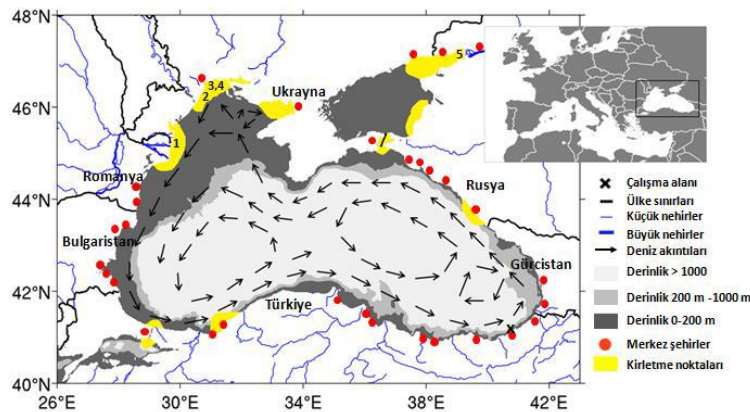 48°N
46°N
44°N
42°N
40°N
26°E
30°E
34°E
38°E
42°E
3,4
2
1
5
Ukrayna
Romanya
Rusya
Bulgaristan
Gürcistan
Türkiye
Çalışma alanı
Ülke sınırları
Küçük nehirler
Büyük nehirler
Deniz akıntıları
Derinlik > 1000
Derinlik 200 m -1000 m
Derinlik 0-200 m
Merkez şehirler
Kirletme noktaları